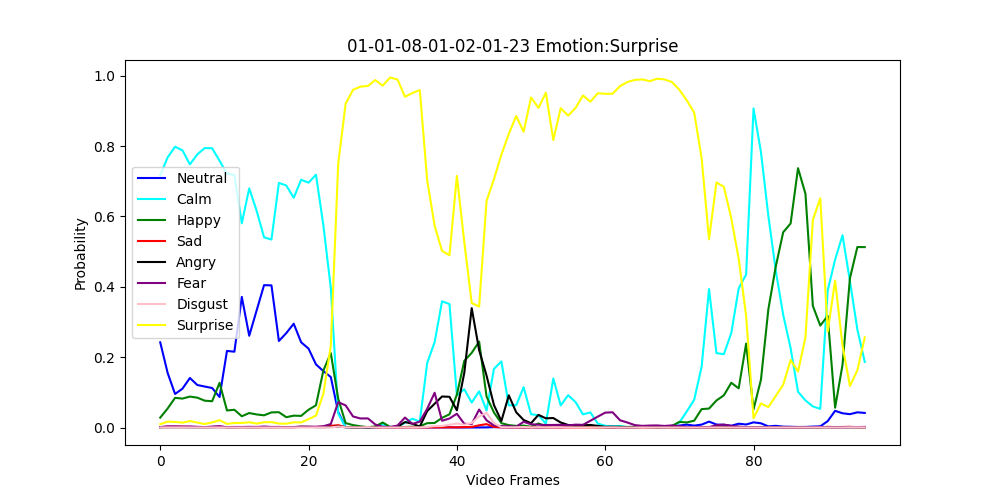 01-01-08-01-02-01-23 Emotion:Surprise
1.0
0.8
0.6
0.4
0.2
0.0
Probability
Neutral
Calm
Happy
Sad
Angry
Fear
Disgust
Surprise
0 20 40 60 80
Video Frames